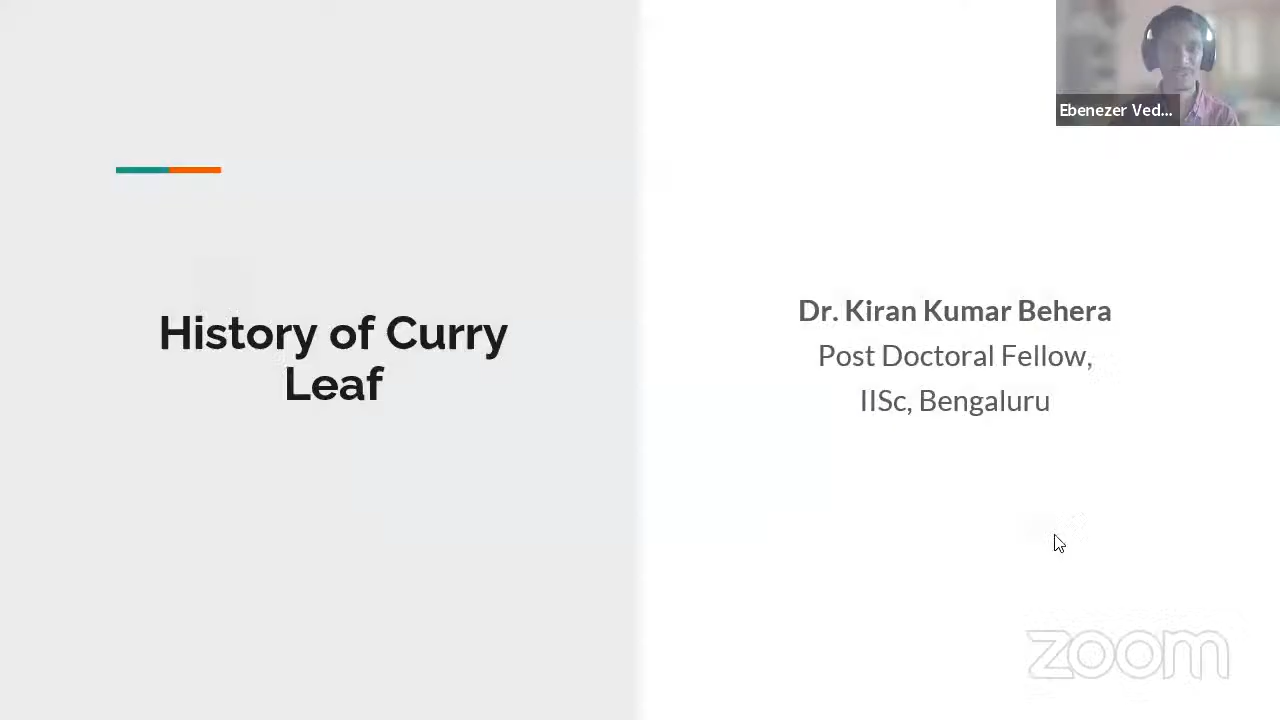 Ebenezer Ved...
History of Curry
Leaf
Dr. Kiran Kumar Behera
Post Doctoral Fellow,
IISc, Bengaluru
zoom